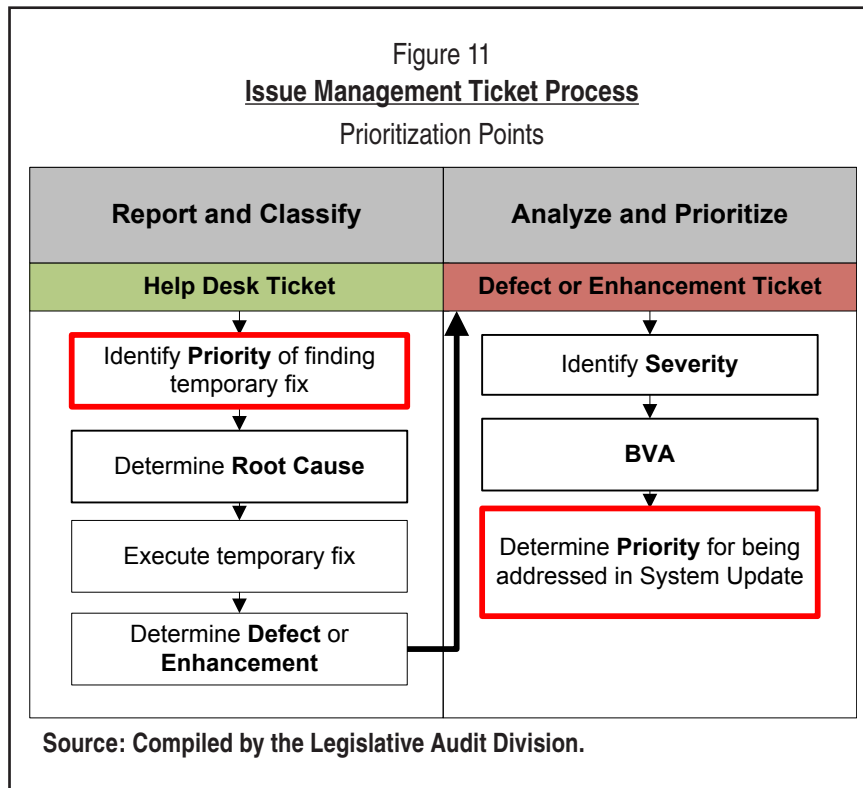 Figure 11
Issue Management Ticket Process
Prioritization Points
Report and Classify
Analyze and Prioritize
Help Desk Ticket
Defect or Enhancement Ticket
Identify Priority of finding
temporary fix
Determine Root Cause
Execute temporary fix
Determine Defect or
Enhancement
Identify Severity
BVA
Determine Priority for being
addressed in System Update
Source: Compiled by the Legislative Audit Division.